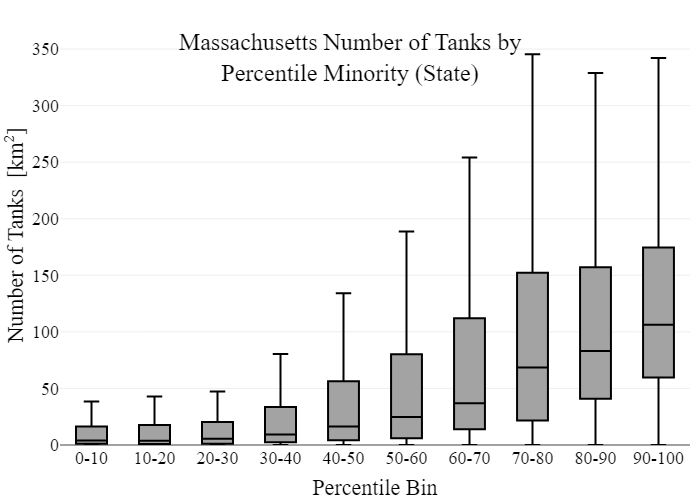 Massachusetts Number of Tanks by
Percentile Minority (State)
Number of Tanks [km²]
350
300
250
200
150
100
50
0
0-10 10-20 20-30 30-40 40-50 50-60 60-70 70-80 80-90 90-100
Percentile Bin